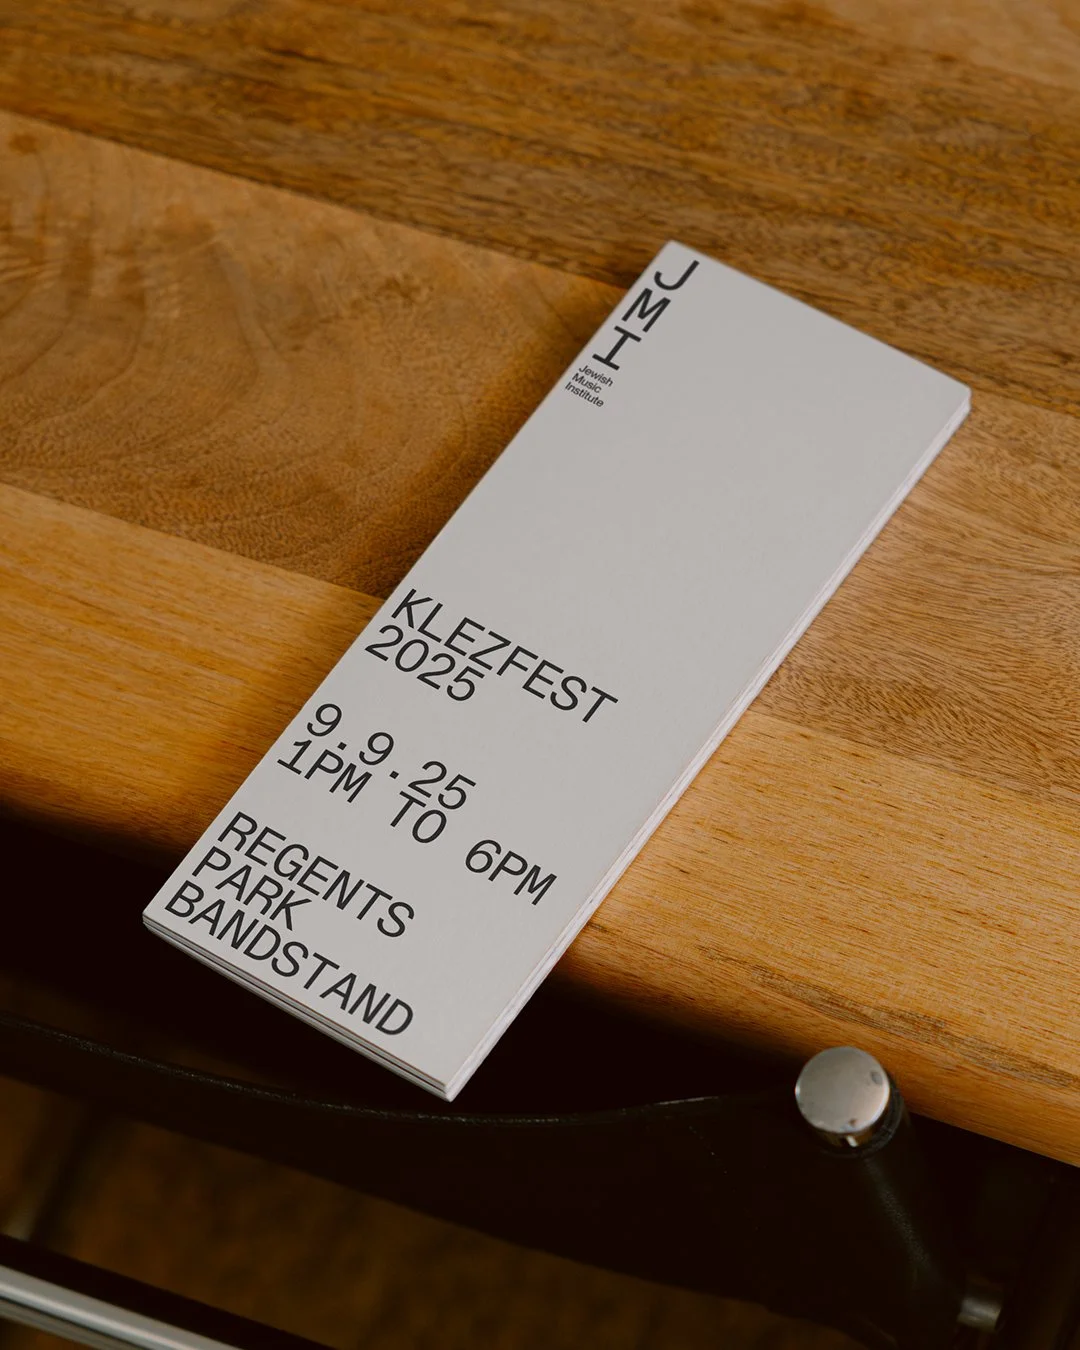 J
M
I
Jewish
Music
Institute
KLEZFEST
2025
9.9.25
1PM TO 6PM
REGENTS
PARK
BANDSTAND